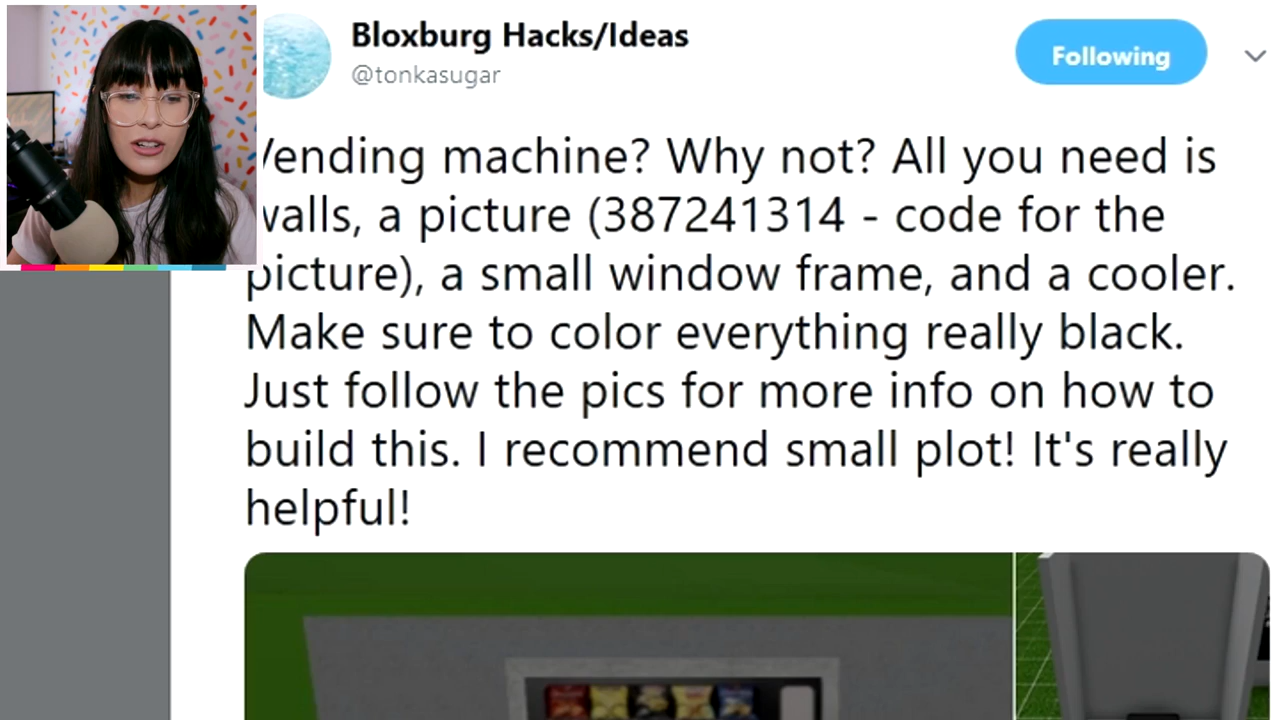 Bloxburg Hacks/Ideas
@tonkasugar
Following
Vending machine? Why not? All you need is
walls, a picture (387241314 - code for the
picture), a small window frame, and a cooler.
Make sure to color everything really black.
Just follow the pics for more info on how to
build this. I recommend small plot! It's really
helpful!